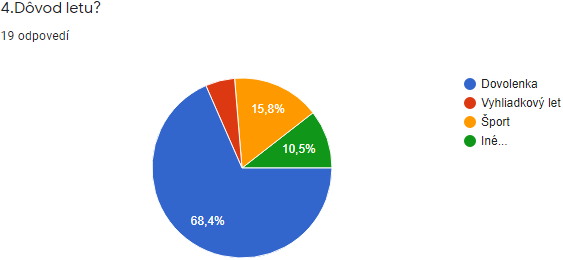 4.Dôvod letu?
19 odpovedí
Dovolenka
Vyhliadkový let
Šport
Iné...
15,8%
10,5%
68,4%